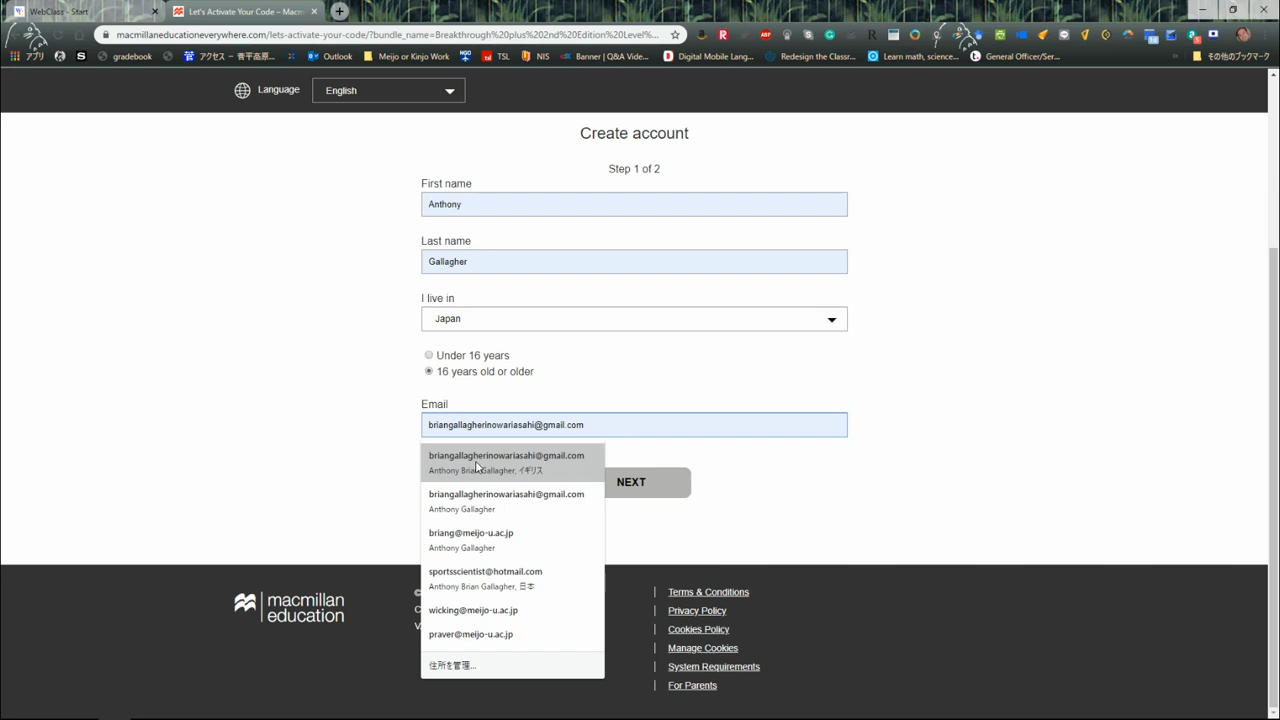 WebClass - Start
Let's Activate Your Code – Macm
macmillaneducationeverywhere.com/lets-activate-your-code/?bundle_name=Breakthrough%20plus%202nd%20Edition%20Level%...
アプリ
gradebook
アクセス – 菅平高原...
Outlook
Meijo or Kinjo Work
TSL
NIS
Banner | Q&A Vide...
Digital Mobile Lang...
Redesign the Classr...
Learn math, science...
General Officer/Ser...
その他のブックマーク
Language
English
Create account
Step 1 of 2
First name
Anthony
Last name
Gallagher
I live in
Japan
Under 16 years
16 years old or older
Email
briangallagherinowariasahi@gmail.com
briangallagherinowariasahi@gmail.com
Anthony Brian Gallagher, イギリス
NEXT
briangallagherinowariasahi@gmail.com
Anthony Gallagher
briang@meijo-u.ac.jp
Anthony Gallagher
sportsscientist@hotmail.com
Anthony Brian Gallagher, 日本
wicking@meijo-u.ac.jp
praver@meijo-u.ac.jp
住所を管理...
macmillan
education
Terms & Conditions
Privacy Policy
Cookies Policy
Manage Cookies
System Requirements
For Parents